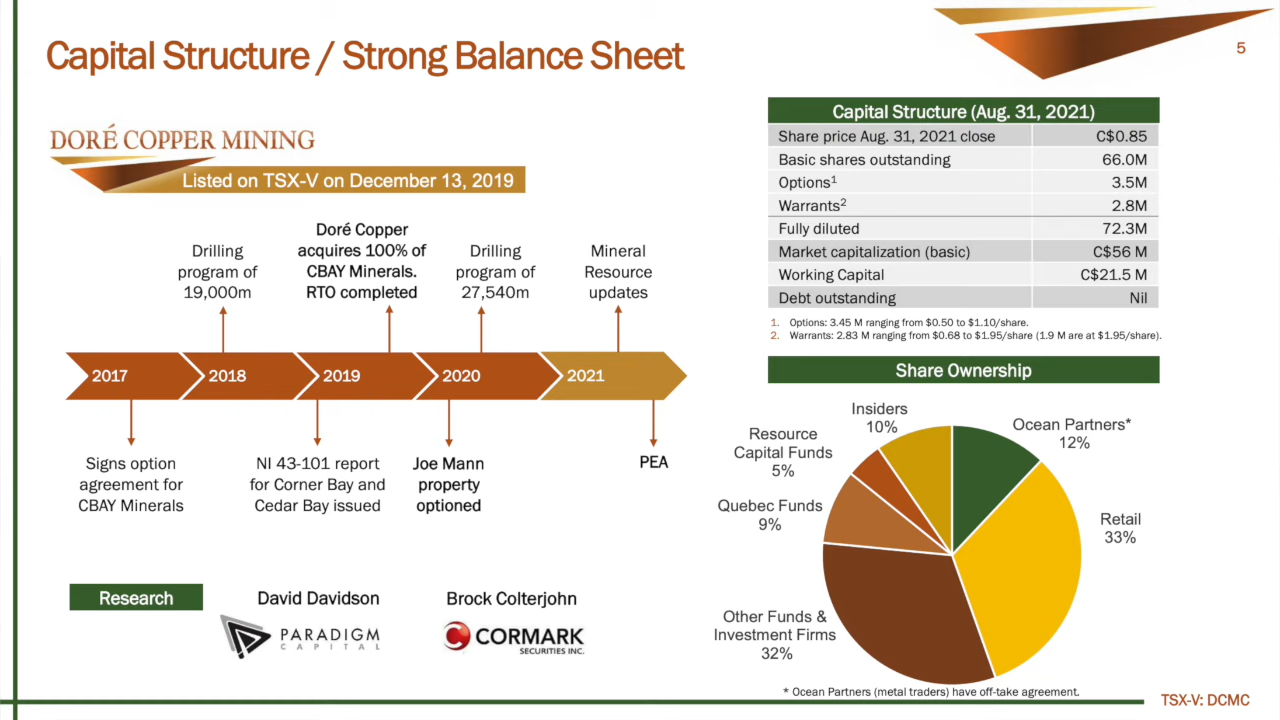 Capital Structure / Strong Balance Sheet
5
DORÉ COPPER MINING
Listed on TSX-V on December 13, 2019
Drilling
program of
19,000m
Doré Copper
acquires 100% of
CBAY Minerals.
RTO completed
Drilling
program of
27,540m
Mineral
Resource
updates
2017
2018
2019
2020
2021
Signs option
agreement for
CBAY Minerals
NI 43-101 report
for Corner Bay and
Cedar Bay issued
Joe Mann
property
optioned
PEA
Research
David Davidson
PARADIGM
CAPITAL
Brock Colterjohn
CORMARK
SECURITIES INC.
Capital Structure (Aug. 31, 2021)
Share price Aug. 31, 2021 close C$0.85
Basic shares outstanding 66.0M
Options¹ 3.5M
Warrants² 2.8M
Fully diluted 72.3M
Market capitalization (basic) C$56 M
Working Capital C$21.5 M
Debt outstanding Nil
1. Options: 3.45 M ranging from $0.50 to $1.10/share.
2. Warrants: 2.83 M ranging from $0.68 to $1.95/share (1.9 M are at $1.95/share).
Share Ownership
Insiders
10%
Ocean Partners*
12%
Resource
Capital Funds
5%
Quebec Funds
9%
Retail
33%
Other Funds &
Investment Firms
32%
* Ocean Partners (metal traders) have off-take agreement.
TSX-V: DCMC